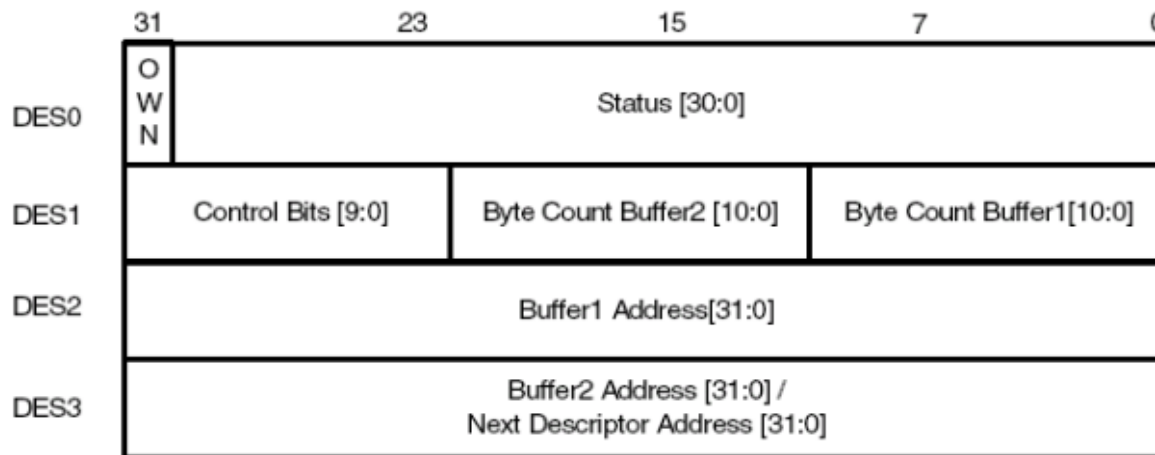 31 23 15 7 0
DES0 O W N Status [30:0]
DES1 Control Bits [9:0] Byte Count Buffer2 [10:0] Byte Count Buffer1[10:0]
DES2 Buffer1 Address[31:0]
DES3 Buffer2 Address [31:0] /
Next Descriptor Address [31:0]